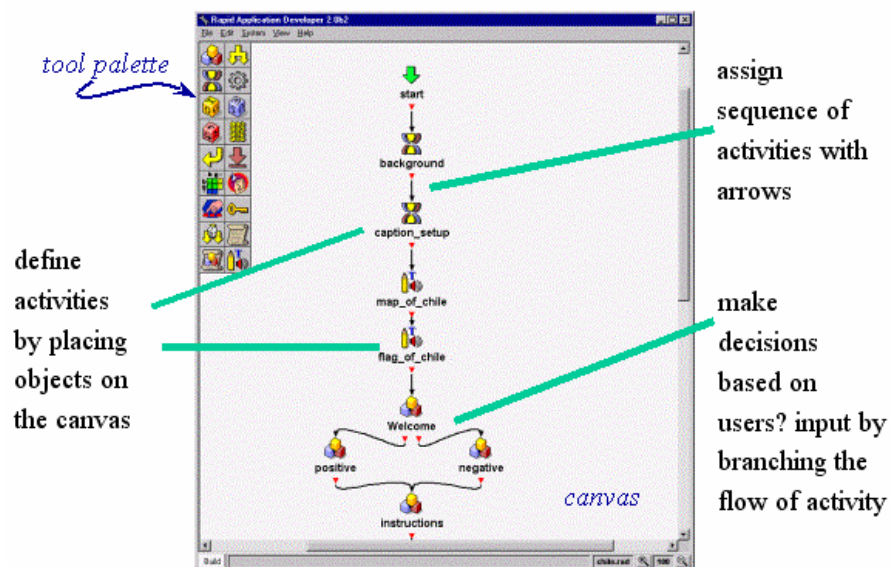 Rapid Application Developer 2.0b2
File Edit System View Help
tool palette
start
background
caption_setup
map_of_chile
flag_of_chile
Welcome
positive negative
instructions
canvas
Build
chile.rad 100
assign
sequence of
activities with
arrows
define
activities
by placing
objects on
the canvas
make
decisions
based on
users? input by
branching the
flow of activity